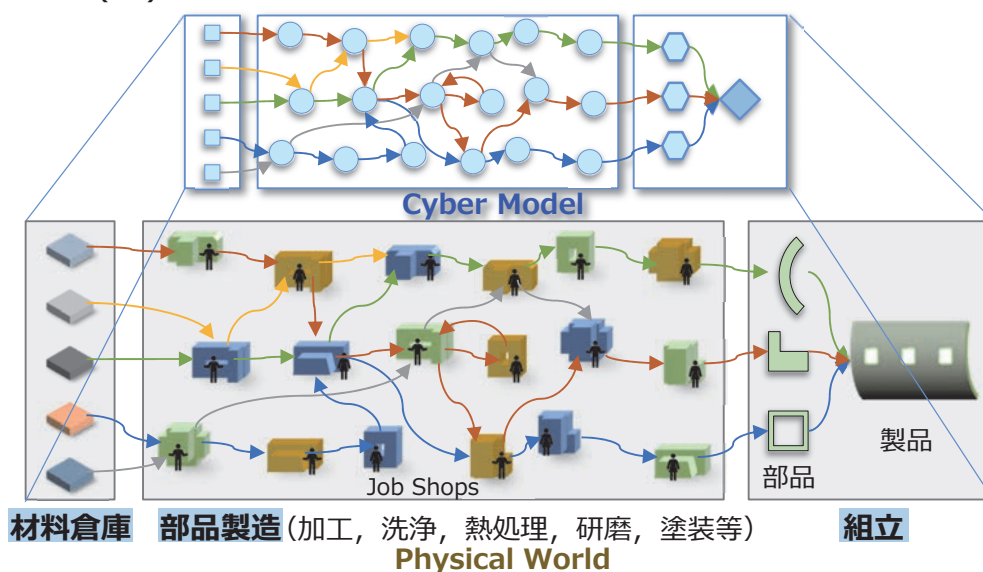 Cyber Model
Job Shops
部品
製品
材料倉庫
部品製造(加工，洗浄，熱処理，研磨，塗装等)
組立
Physical World